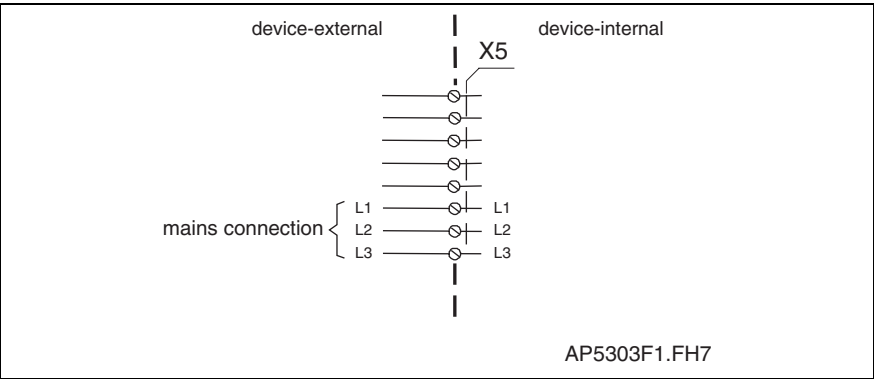 device-external device-internal
X5
L1 L1
mains connection L2 L2
L3 L3
AP5303F1.FH7